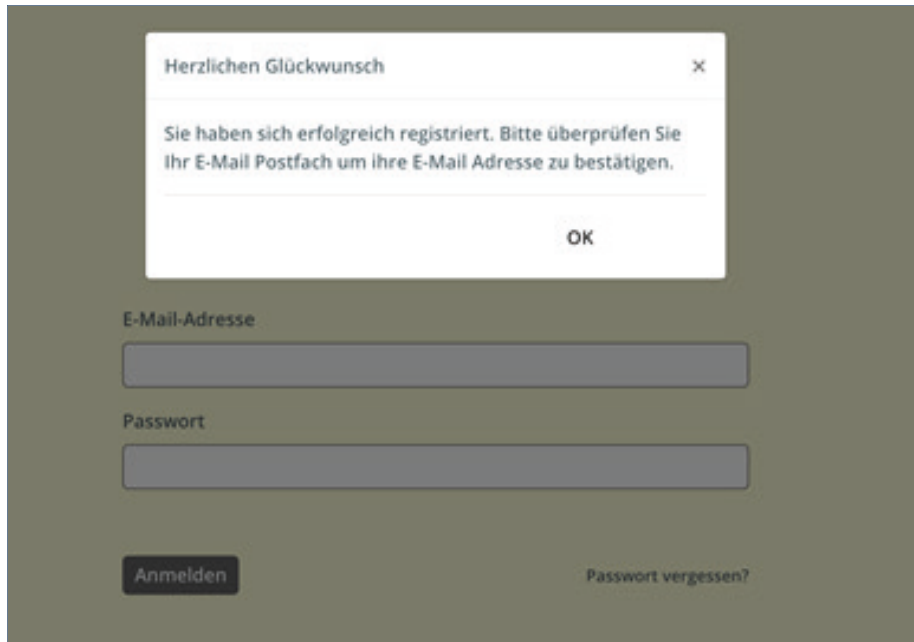 Herzlichen Glückwunsch ×
Sie haben sich erfolgreich registriert. Bitte überprüfen Sie
Ihr E-Mail Postfach um ihre E-Mail Adresse zu bestätigen.
OK
E-Mail-Adresse
Passwort
Anmelden Passwort vergessen?